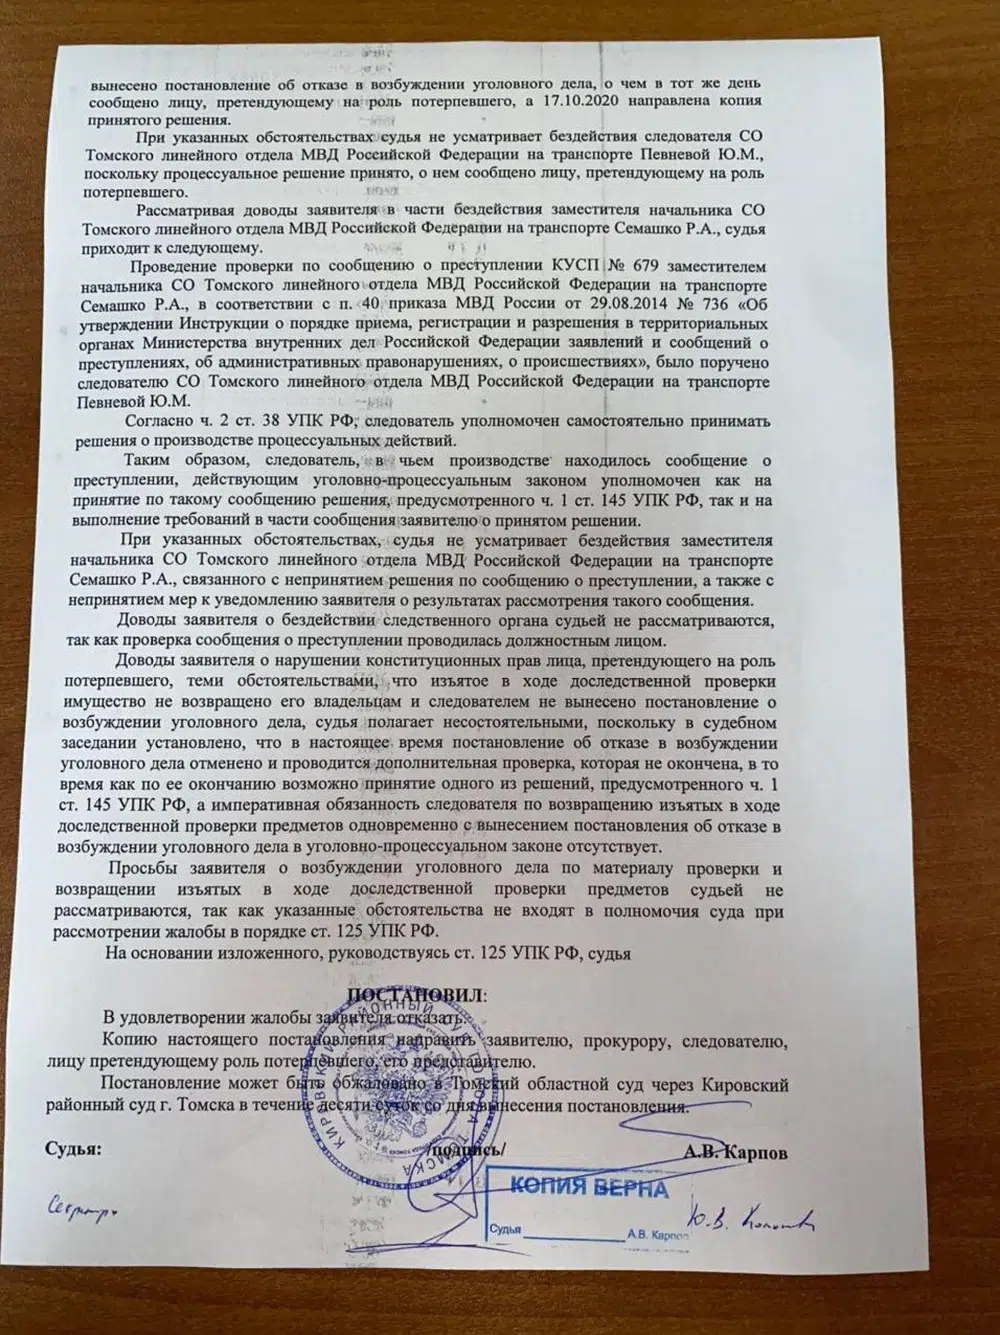 вынесено постановление об отказе в возбуждении уголовного дела, о чем в тот же день
сообщено лицу, претендующему на роль потерпевшего, а 17.10.2020 направлена копия
принятого решения.
При указанных обстоятельствах судья не усматривает бездействия следователя СО
Томского линейного отдела МВД Российской Федерации на транспорте Певневой Ю.М.,
поскольку процессуальное решение принято, о нем сообщено лицу, претендующему на роль
потерпевшего.
Рассматривая доводы заявителя в части бездействия заместителя начальника СО
Томского линейного отдела МВД Российской Федерации на транспорте Семашко Р.А., судья
приходит к следующему.
Проведение проверки по сообщению о преступлении КУСП № 679 заместителем
начальника СО Томского линейного отдела МВД Российской Федерации на транспорте
Семашко Р.А., в соответствии с п. 40 приказа МВД России от 29.08.2014 № 736 «Об
утверждении Инструкции о порядке приема, регистрации и разрешения в территориальных
органах Министерства внутренних дел Российской Федерации заявлений и сообщений о
преступлениях, об административных правонарушениях, о происшествиях», было поручено
следователю СО Томского линейного отдела МВД Российской Федерации на транспорте
Певневой Ю.М.
Согласно ч. 2 ст. 38 УПК РФ, следователь уполномочен самостоятельно принимать
решения о производстве процессуальных действий.
Таким образом, следователь, в чьем производстве находилось сообщение о
преступлении, действующим уголовно-процессуальным законом уполномочен как на
принятие по такому сообщению решения, предусмотренного ч. 1 ст. 145 УПК РФ, так и на
выполнение требований в части сообщения заявителю о принятом решении.
При указанных обстоятельствах, судья не усматривает бездействия заместителя
начальника СО Томского линейного отдела МВД Российской Федерации на транспорте
Семашко Р.А., связанного с непринятием решения по сообщению о преступлении, а также с
непринятием мер к уведомлению заявителя о результатах рассмотрения такого сообщения.
Доводы заявителя о бездействии следственного органа судьей не рассматриваются,
так как проверка сообщения о преступлении проводилась должностным лицом.
Доводы заявителя о нарушении конституционных прав лица, претендующего на роль
потерпевшего, теми обстоятельствами, что изъятое в ходе доследственной проверки
имущество не возвращено его владельцам и следователем не вынесено постановление о
возбуждении уголовного дела, судья полагает несостоятельными, поскольку в судебном
заседании установлено, что в настоящее время постановление об отказе в возбуждении
уголовного дела отменено и проводится дополнительная проверка, которая не окончена, в то
время как по ее окончанию возможно принятие одного из решений, предусмотренного ч. 1
ст. 145 УПК РФ, а императивная обязанность следователя по возвращению изъятых в ходе
доследственной проверки предметов одновременно с вынесением постановления об отказе в
возбуждении уголовного дела в уголовно-процессуальном законе отсутствует.
Просьбы заявителя о возбуждении уголовного дела по материалу проверки и
возвращении изъятых в ходе доследственной проверки предметов судьей не
рассматриваются, так как указанные обстоятельства не входят в полномочия суда при
рассмотрении жалобы в порядке ст. 125 УПК РФ.
На основании изложенного, руководствуясь ст. 125 УПК РФ, судья
ПОСТАНОВИЛ:
В удовлетворении жалобы заявителя отказать.
Копию настоящего постановления направить заявителю, прокурору, следователю,
лицу претендующему роль потерпевшего, его представителю.
Постановление может быть обжаловано в Томский областной суд через Кировский
районный суд г. Томска в течение десяти суток со дня вынесения постановления.
Судья: /подпись/ А.В. Карпов
КИРОВСКИЙ РАЙОННЫЙ СУД ГОРОДА ТОМСКА
КОПИЯ ВЕРНА
Судья А.В. Карпов